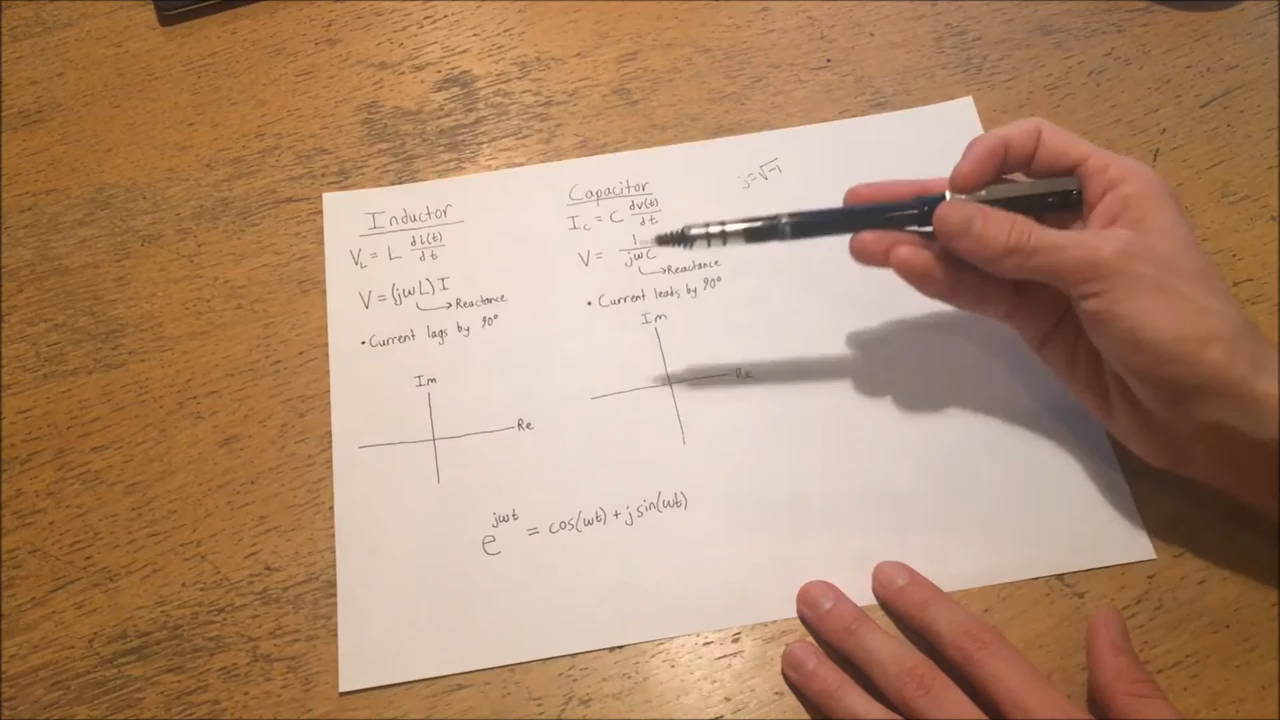 Inductor
V_L = L di(t)/dt
V = (jωL) I
→ Reactance
• Current lags by 90°
Im
Re
Capacitor
I_C = C dv(t)/dt
V = 1/jωC
→ Reactance
• Current leads by 90°
Im
Re
j = √-1
e^jωt = cos(ωt) + j sin(ωt)